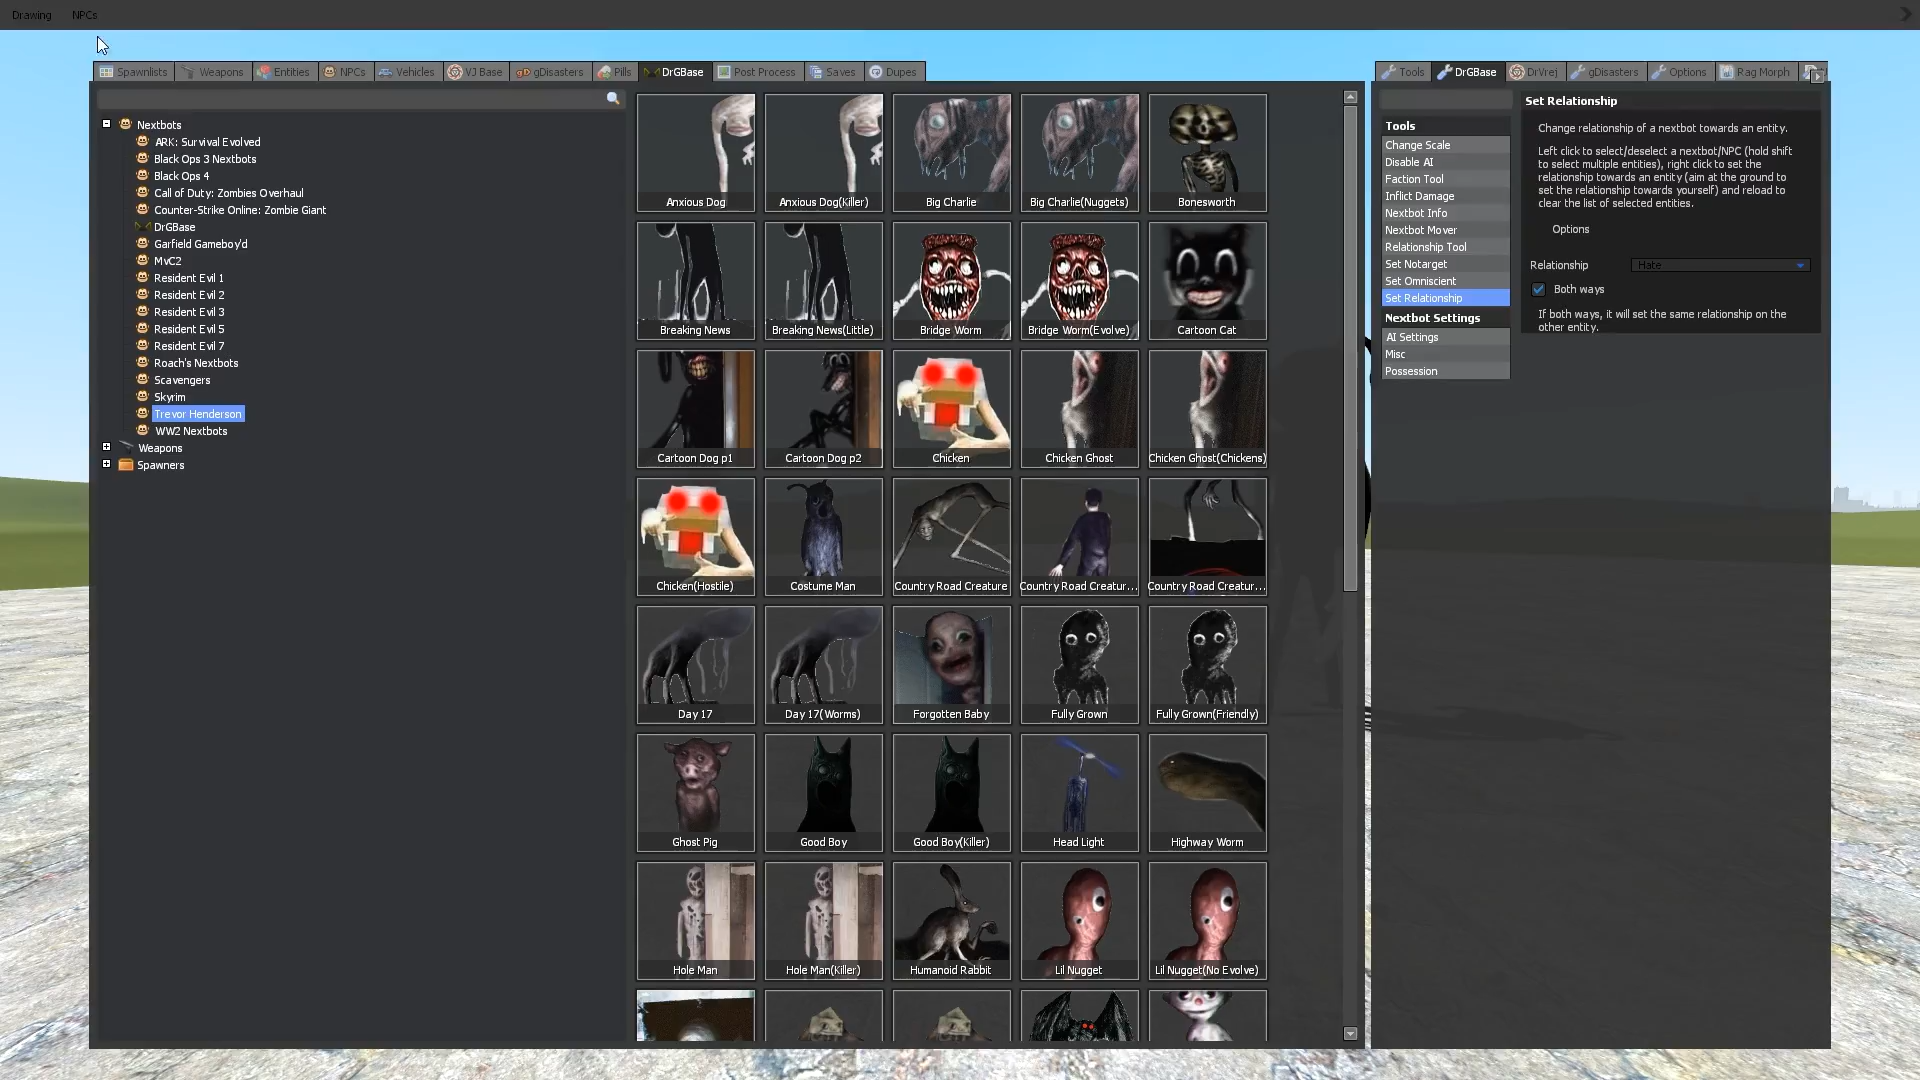 Drawing NPCs
Spawnlists Weapons Entities NPCs Vehicles VJ Base gDisasters Pills DrGBase Post Process Saves Dupes
Nextbots
ARK: Survival Evolved
Black Ops 3 Nextbots
Black Ops 4
Call of Duty: Zombies Overhaul
Counter-Strike Online: Zombie Giant
DrGBase
Garfield Gameboy'd
MvC2
Resident Evil 1
Resident Evil 2
Resident Evil 3
Resident Evil 5
Resident Evil 7
Roach's Nextbots
Scavengers
Skyrim
Trevor Henderson
WW2 Nextbots
Weapons
Spawners
Anxious Dog Anxious Dog(Killer) Big Charlie Big Charlie(Nuggets) Bonesworth
Breaking News Breaking News(Little) Bridge Worm Bridge Worm(Evolve) Cartoon Cat
Cartoon Dog p1 Cartoon Dog p2 Chicken Chicken Ghost Chicken Ghost(Chickens)
Chicken(Hostile) Costume Man Country Road Creature Country Road Creatur... Country Road Creatur...
Day 17 Day 17(Worms) Forgotten Baby Fully Grown Fully Grown(Friendly)
Ghost Pig Good Boy Good Boy(Killer) Head Light Highway Worm
Hole Man Hole Man(Killer) Humanoid Rabbit Lil Nugget Lil Nugget(No Evolve)
Tools DrGBase DrVrej gDisasters Options Rag Morph
Tools
Change Scale
Disable AI
Faction Tool
Inflict Damage
Nextbot Info
Nextbot Mover
Relationship Tool
Set Notarget
Set Omniscient
Set Relationship
Nextbot Settings
AI Settings
Misc
Possession
Set Relationship
Change relationship of a nextbot towards an entity.
Left click to select/deselect a nextbot/NPC (hold shift
to select multiple entities), right click to set the
relationship towards an entity (aim at the ground to
set the relationship towards yourself) and reload to
clear the list of selected entities.
Options
Relationship Hate
Both ways
If both ways, it will set the same relationship on the
other entity.